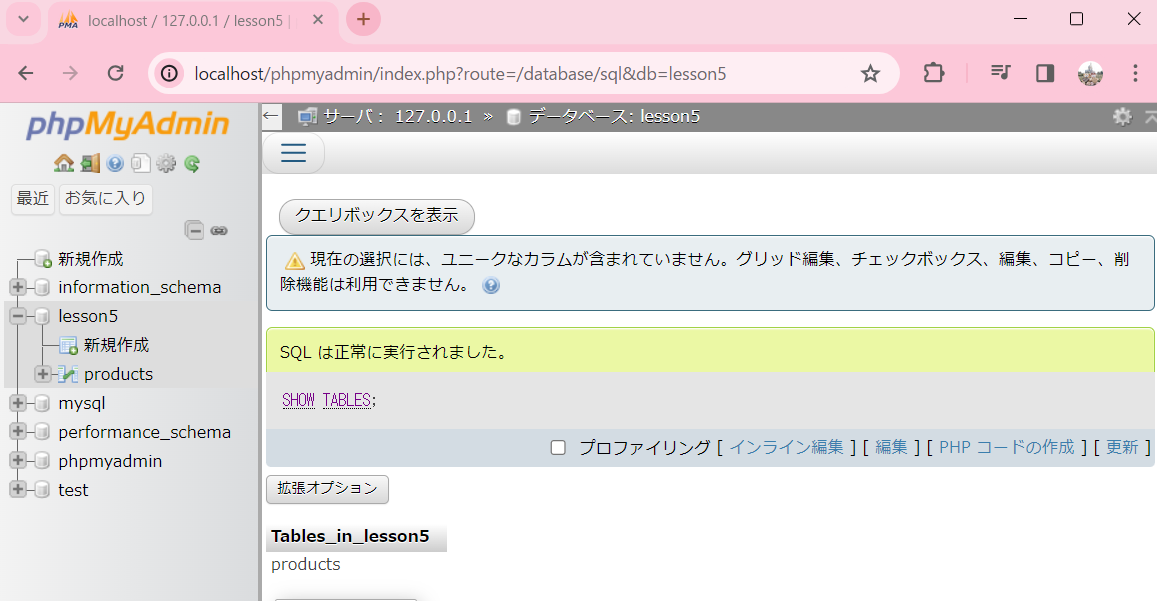 localhost / 127.0.0.1 / lesson5 |
localhost/phpmyadmin/index.php?route=/database/sql&db=lesson5
phpMyAdmin
最近 お気に入り
新規作成
information_schema
lesson5
新規作成
products
mysql
performance_schema
phpmyadmin
test
サーバ: 127.0.0.1 » データベース: lesson5
クエリボックスを表示
現在の選択には、ユニークなカラムが含まれていません。グリッド編集、チェックボックス、編集、コピー、削
除機能は利用できません。
SQL は正常に実行されました。
SHOW TABLES;
プロファイリング [ インライン編集 ] [ 編集 ] [ PHP コードの作成 ] [ 更新 ]
拡張オプション
Tables_in_lesson5
products